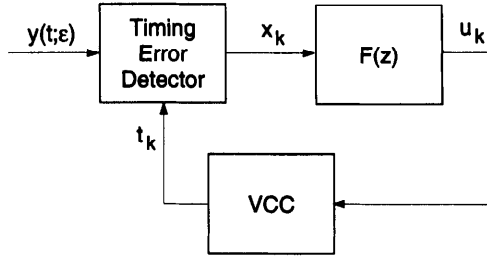 y(t;ε)
Timing
Error
Detector
x_k
F(z)
u_k
t_k
VCC